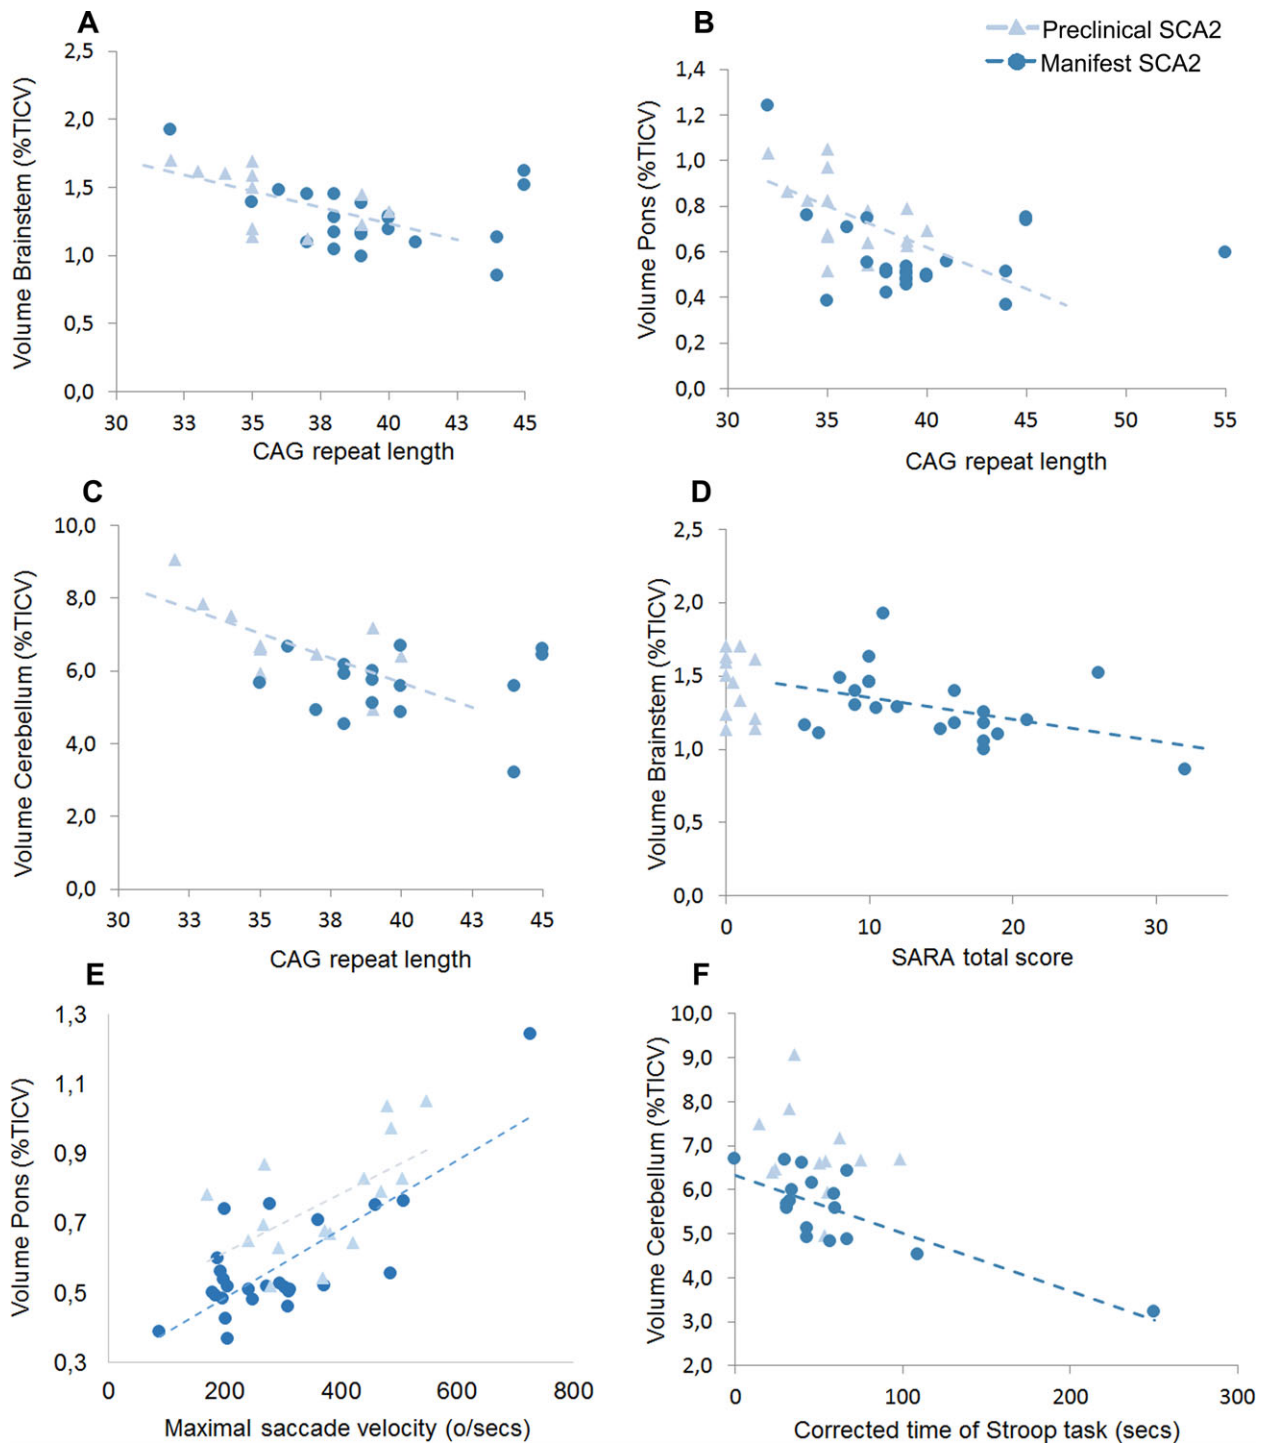 A
B
Preclinical SCA2
Manifest SCA2
Volume Brainstem (%TICV)
2,5
2,0
1,5
1,0
0,5
0,0
30 33 35 38 40 43 45
CAG repeat length
Volume Pons (%TICV)
1,4
1,2
1,0
0,8
0,6
0,4
0,2
0,0
30 35 40 45 50 55
CAG repeat length
C
Volume Cerebellum (%TICV)
10,0
8,0
6,0
4,0
2,0
0,0
30 33 35 38 40 43 45
CAG repeat length
D
Volume Brainstem (%TICV)
2,5
2,0
1,5
1,0
0,5
0,0
0 10 20 30
SARA total score
E
Volume Pons (%TICV)
1,3
1,1
0,9
0,7
0,5
0,3
0 200 400 600 800
Maximal saccade velocity (o/secs)
F
Volume Cerebellum (%TICV)
10,0
9,0
8,0
7,0
6,0
5,0
4,0
3,0
2,0
0 100 200 300
Corrected time of Stroop task (secs)